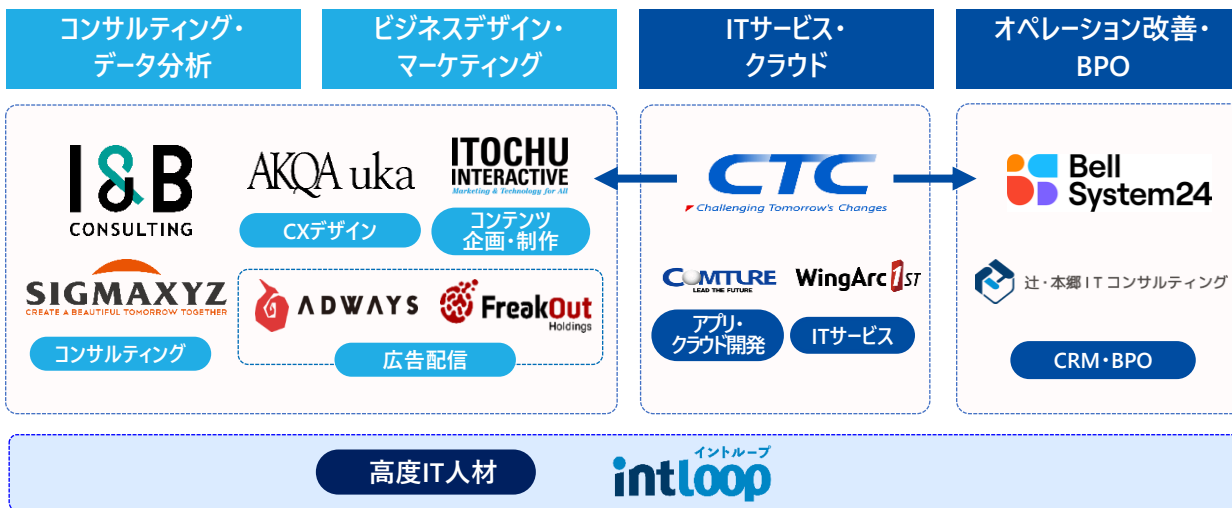 コンサルティング・
データ分析
ビジネスデザイン・
マーケティング
ITサービス・
クラウド
オペレーション改善・
BPO
I&B
CONSULTING
AKQA uka
CXデザイン
ITOCHU
INTERACTIVE
Marketing & Technology for All
コンテンツ
企画・制作
SIGMAXYZ
CREATE A BEAUTIFUL TOMORROW TOGETHER
コンサルティング
ADWAYS
FreakOut
Holdings
広告配信
CTC
Challenging Tomorrow's Changes
COMTURE
LEAD THE FUTURE
アプリ・
クラウド開発
WingArc1ST
ITサービス
Bell
System24
辻・本郷 ITコンサルティング
CRM・BPO
高度IT人材
イントループ
intloop